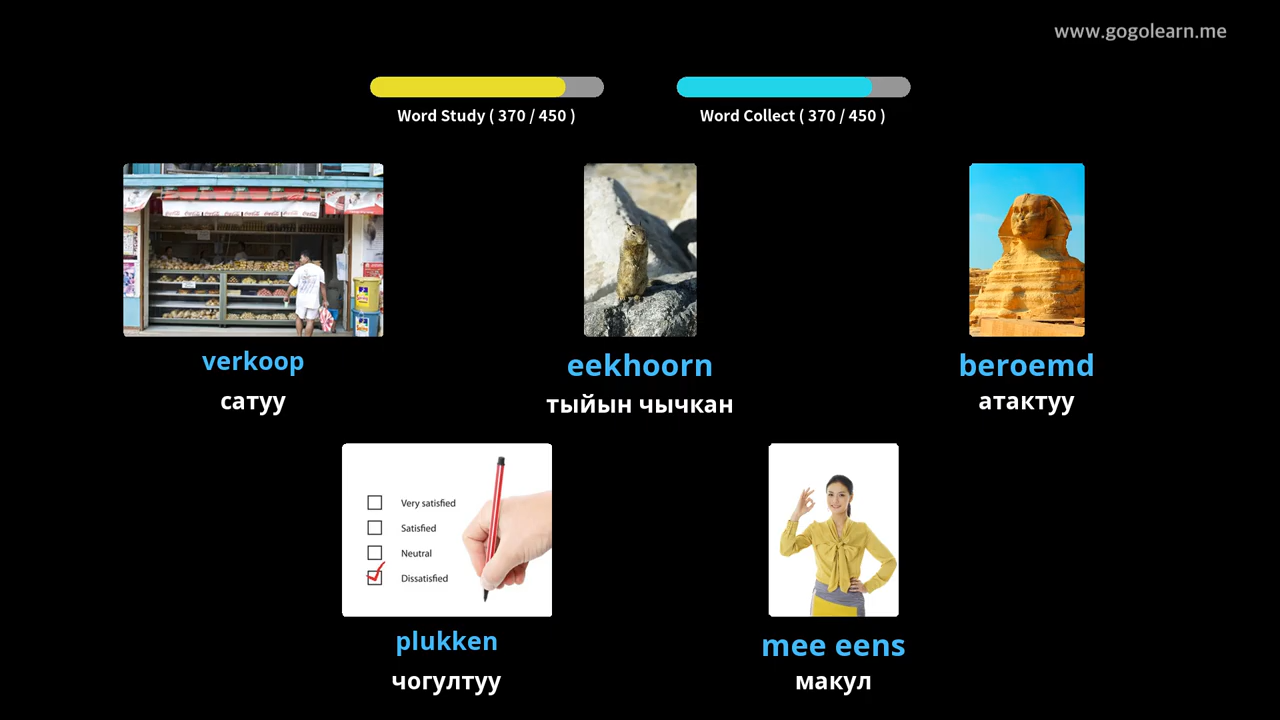 www.gogolearn.me
Word Study ( 370 / 450 )
Word Collect ( 370 / 450 )
verkoop
сатуу
eekhoorn
тыйын чычкан
beroemd
атактуу
Very satisfied
Satisfied
Neutral
Dissatisfied
plukken
чогултуу
mee eens
макул